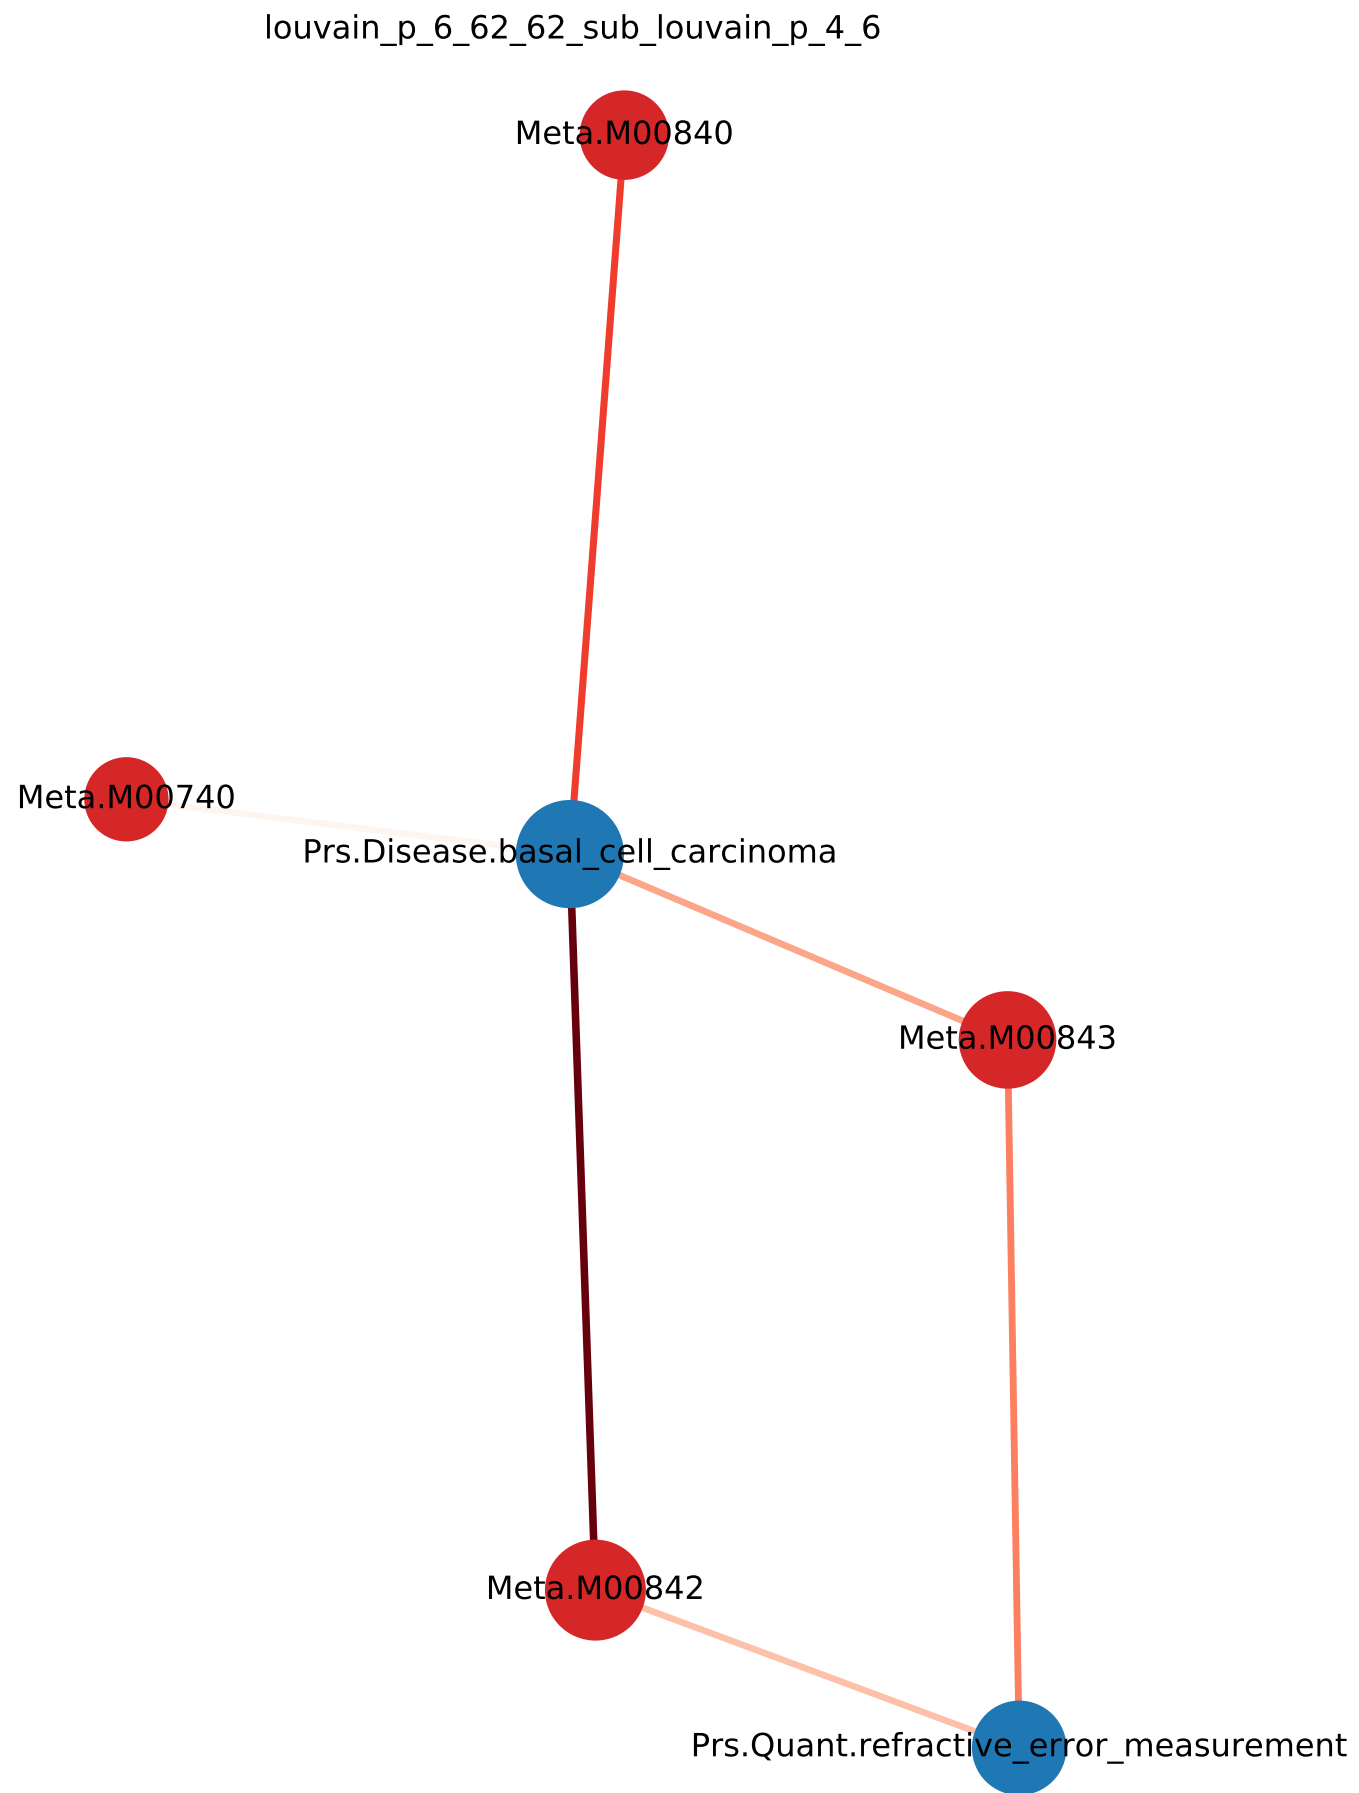 louvain_p_6_62_62_sub_louvain_p_4_6
Meta.M00840
Meta.M00740
Prs.Disease.basal_cell_carcinoma
Meta.M00843
Meta.M00842
Prs.Quant.refractive_error_measurement